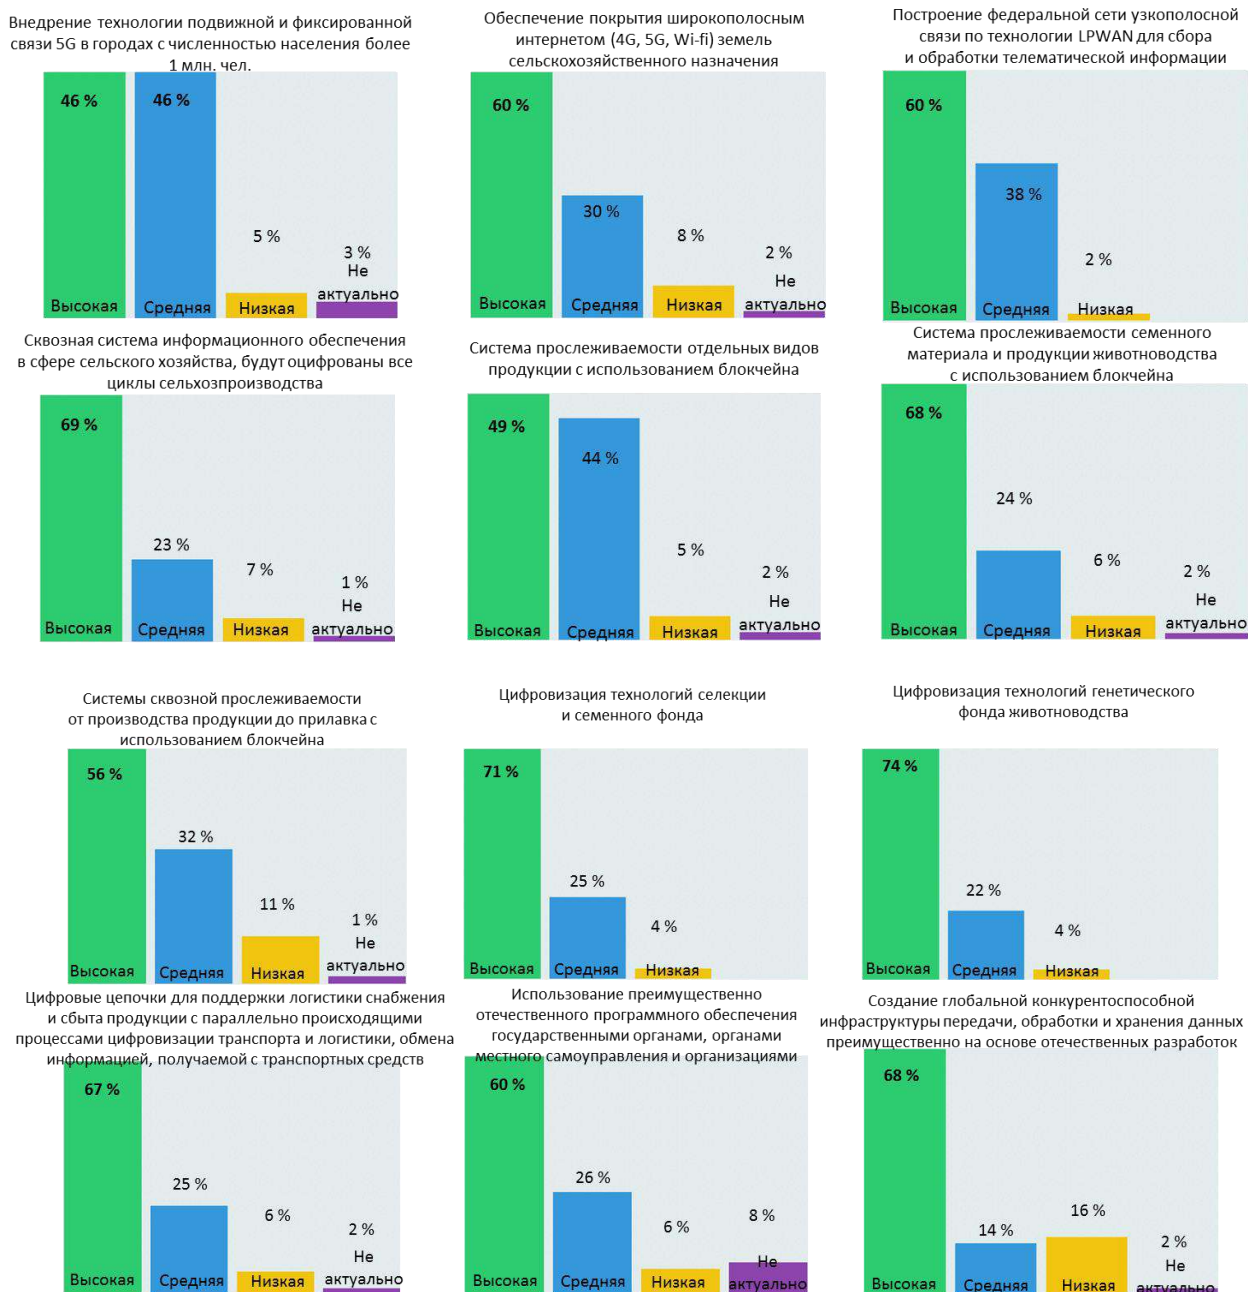 Внедрение технологии подвижной и фиксированной
связи 5G в городах с численностью населения более
1 млн. чел.
46 %
46 %
5 %
3 %
Высокая
Средняя
Низкая
Не
актуально
Обеспечение покрытия широкополосным
интернетом (4G, 5G, Wi-fi) земель
сельскохозяйственного назначения
60 %
30 %
8 %
2 %
Высокая
Средняя
Низкая
Не
актуально
Построение федеральной сети узкополосной
связи по технологии LPWAN для сбора
и обработки телематической информации
60 %
38 %
2 %
Высокая
Средняя
Низкая
Сквозная система информационного обеспечения
в сфере сельского хозяйства, будут оцифрованы все
циклы сельхозпроизводства
69 %
23 %
7 %
1 %
Высокая
Средняя
Низкая
Не
актуально
Система прослеживаемости отдельных видов
продукции с использованием блокчейна
49 %
44 %
5 %
2 %
Высокая
Средняя
Низкая
Не
актуально
Система прослеживаемости семенного
материала и продукции животноводства
с использованием блокчейна
68 %
24 %
6 %
2 %
Высокая
Средняя
Низкая
Не
актуально
Системы сквозной прослеживаемости
от производства продукции до прилавка с
использованием блокчейна
56 %
32 %
11 %
1 %
Высокая
Средняя
Низкая
Не
актуально
Цифровизация технологий селекции
и семенного фонда
71 %
25 %
4 %
Высокая
Средняя
Низкая
Цифровизация технологий генетического
фонда животноводства
74 %
22 %
4 %
Высокая
Средняя
Низкая
Цифровые цепочки для поддержки логистики снабжения
и сбыта продукции с параллельно происходящими
процессами цифровизации транспорта и логистики, обмена
информацией, получаемой с транспортных средств
67 %
25 %
6 %
2 %
Высокая
Средняя
Низкая
Не
актуально
Использование преимущественно
отечественного программного обеспечения
государственными органами, органами
местного самоуправления и организациями
60 %
26 %
6 %
8 %
Высокая
Средняя
Низкая
Не
актуально
Создание глобальной конкурентоспособной
инфраструктуры передачи, обработки и хранения данных
преимущественно на основе отечественных разработок
68 %
14 %
16 %
2 %
Высокая
Средняя
Низкая
Не
актуально